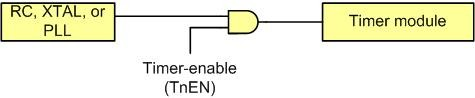 RC, XTAL, or
PLL
Timer module
Timer-enable
(TnEN)